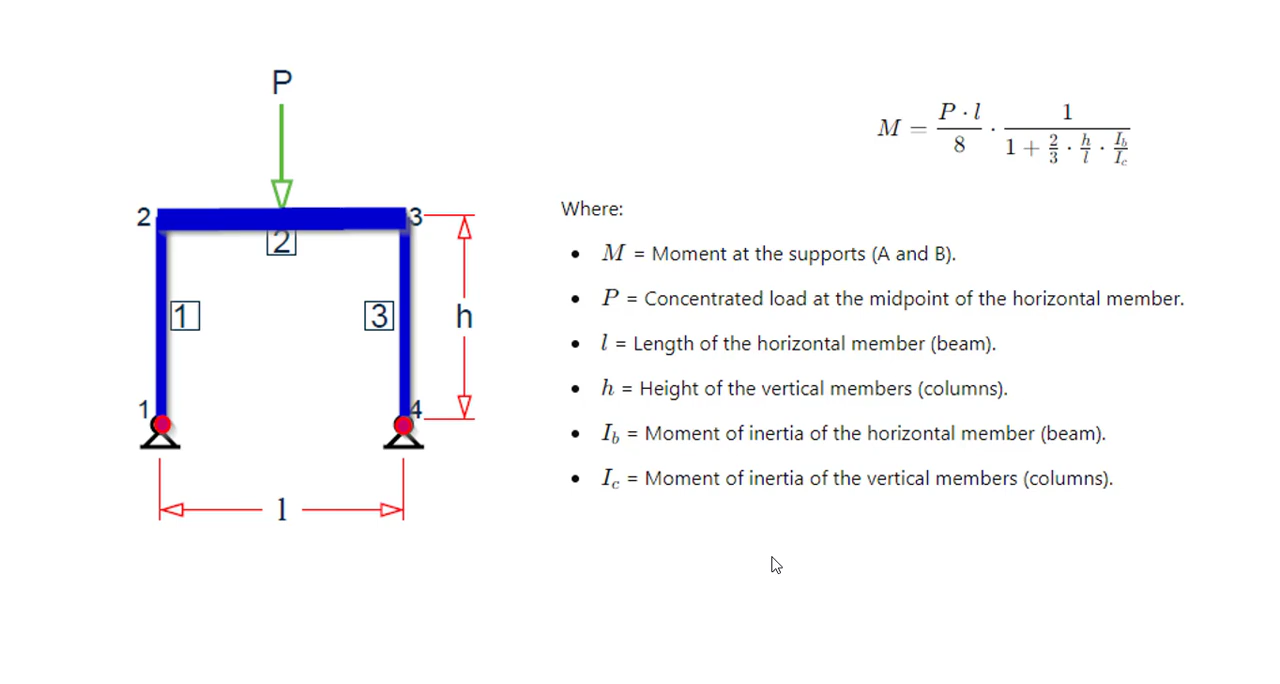 P
M = P · l / 8 · 1 / (1 + 2/3 · h/l · I_b/I_c)
Where:
• M = Moment at the supports (A and B).
• P = Concentrated load at the midpoint of the horizontal member.
• l = Length of the horizontal member (beam).
• h = Height of the vertical members (columns).
• I_b = Moment of inertia of the horizontal member (beam).
• I_c = Moment of inertia of the vertical members (columns).
2
3
2
1
3
h
1
4
l